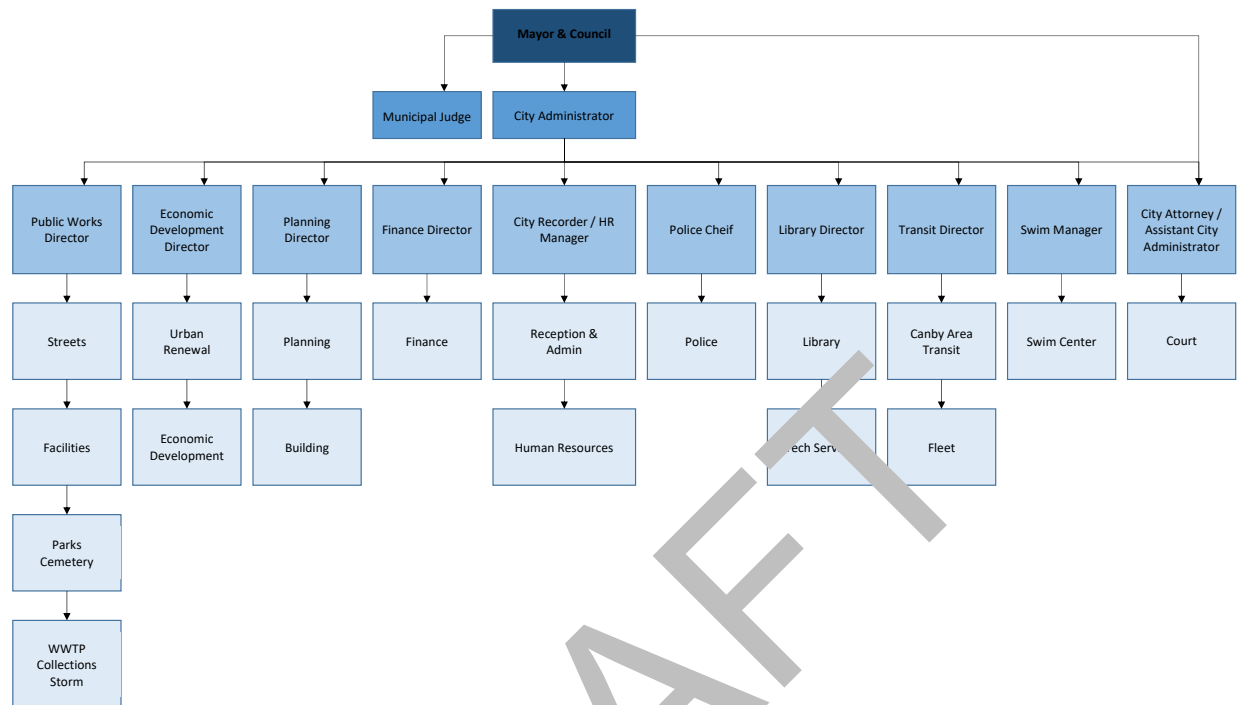 Mayor & Council
Municipal Judge
City Administrator
Public Works
Director
Economic
Development
Director
Planning
Director
Finance Director
City Recorder / HR
Manager
Police Cheif
Library Director
Transit Director
Swim Manager
City Attorney /
Assistant City
Administrator
Streets
Urban
Renewal
Planning
Finance
Reception &
Admin
Police
Library
Canby Area
Transit
Swim Center
Court
Facilities
Economic
Development
Building
Human Resources
Fleet
Parks
Cemetery
WWTP
Collections
Storm
AFT